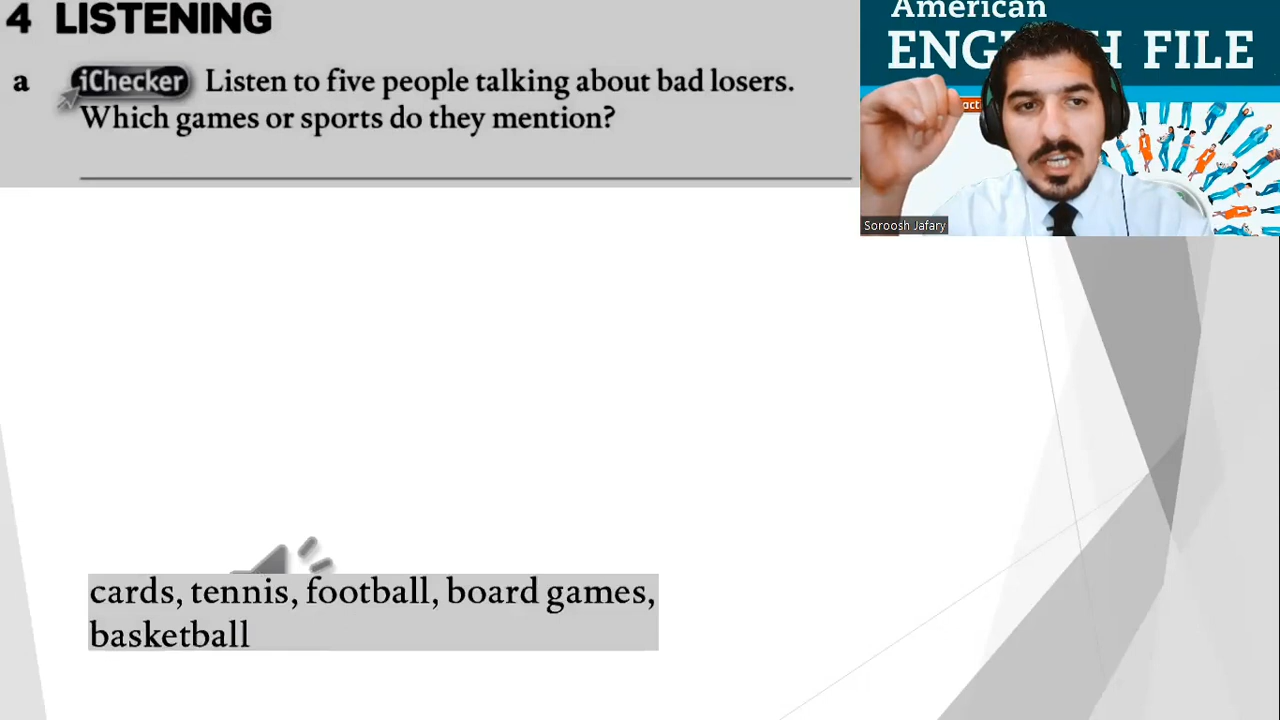 4 LISTENING
a iChecker Listen to five people talking about bad losers.
Which games or sports do they mention?
American
ENGLISH FILE
Soroosh Jafary
cards, tennis, football, board games,
basketball